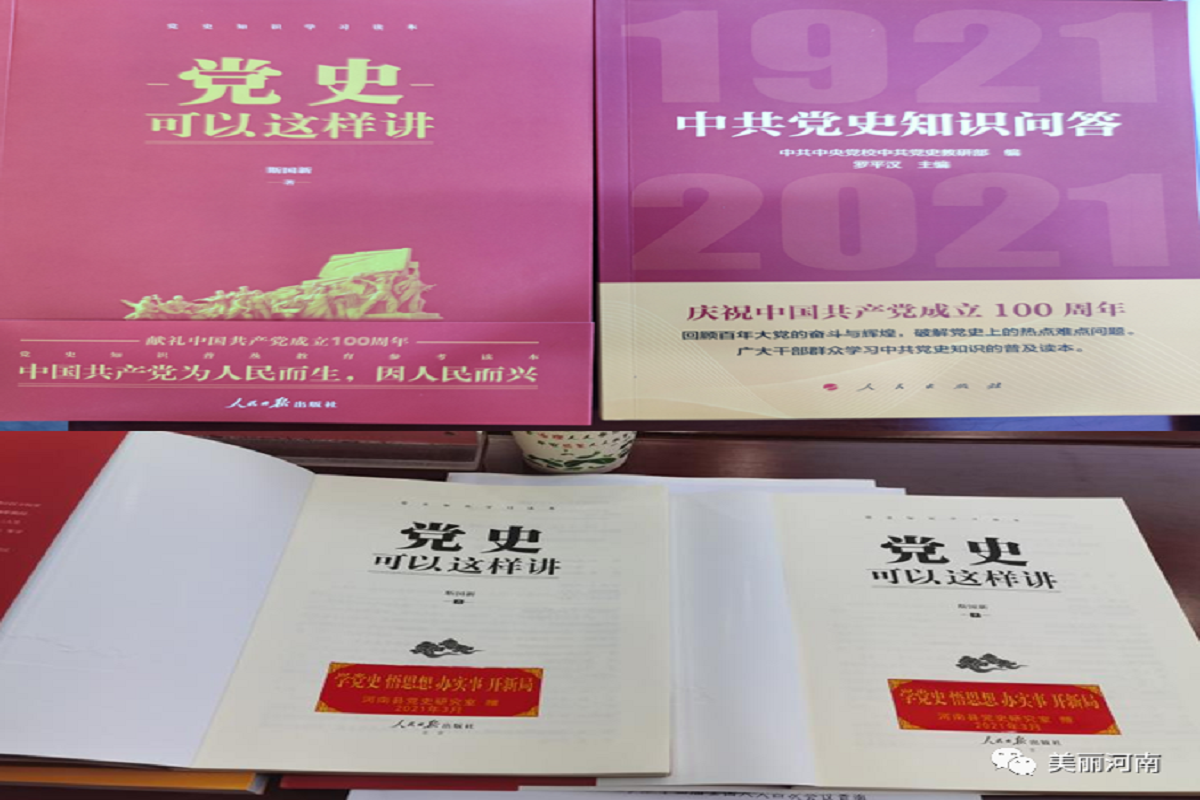 党史知识学习读本
党史
可以这样讲
靳国新
著
献礼中国共产党成立100周年
党史知识普及教育参考读本
中国共产党为人民而生，因人民而兴
人民日报出版社
1921
中共党史知识问答
中共中央党校中共党史教研部 编
罗平汉 主编
2021
庆祝中国共产党成立100周年
回顾百年大党的奋斗与辉煌，破解党史上的热点难点问题。
广大干部群众学习中共党史知识的普及读本。
人民出版社
党史
可以这样讲
学党史 悟思想 办实事 开新局
河南县党史研究室 赠
2021年3月
人民日报出版社
党史
可以这样讲
学党史 悟思想 办实事 开新局
河南县党史研究室 赠
2021年3月
人民日报出版社
美丽河南